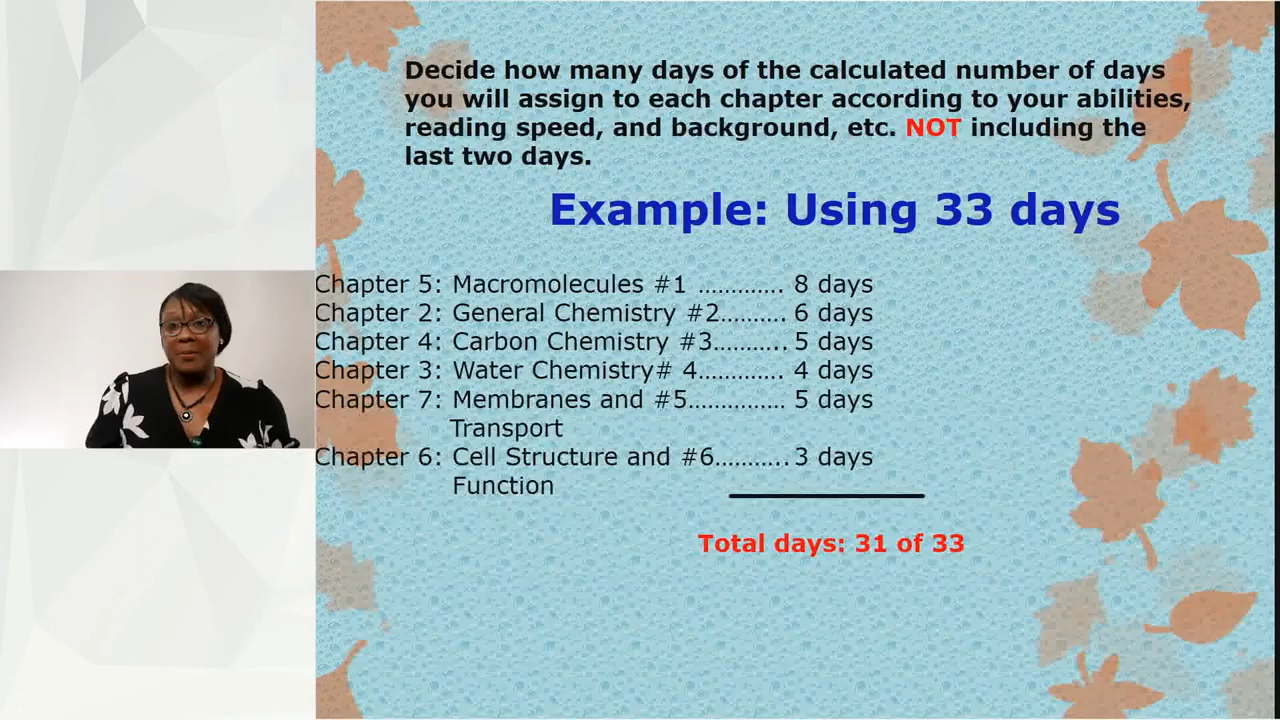 Decide how many days of the calculated number of days
you will assign to each chapter according to your abilities,
reading speed, and background, etc. NOT including the
last two days.
Example: Using 33 days
Chapter 5: Macromolecules #1 …………. 8 days
Chapter 2: General Chemistry #2………. 6 days
Chapter 4: Carbon Chemistry #3……….. 5 days
Chapter 3: Water Chemistry# 4…………. 4 days
Chapter 7: Membranes and #5…………… 5 days
Transport
Chapter 6: Cell Structure and #6……….. 3 days
Function
Total days: 31 of 33